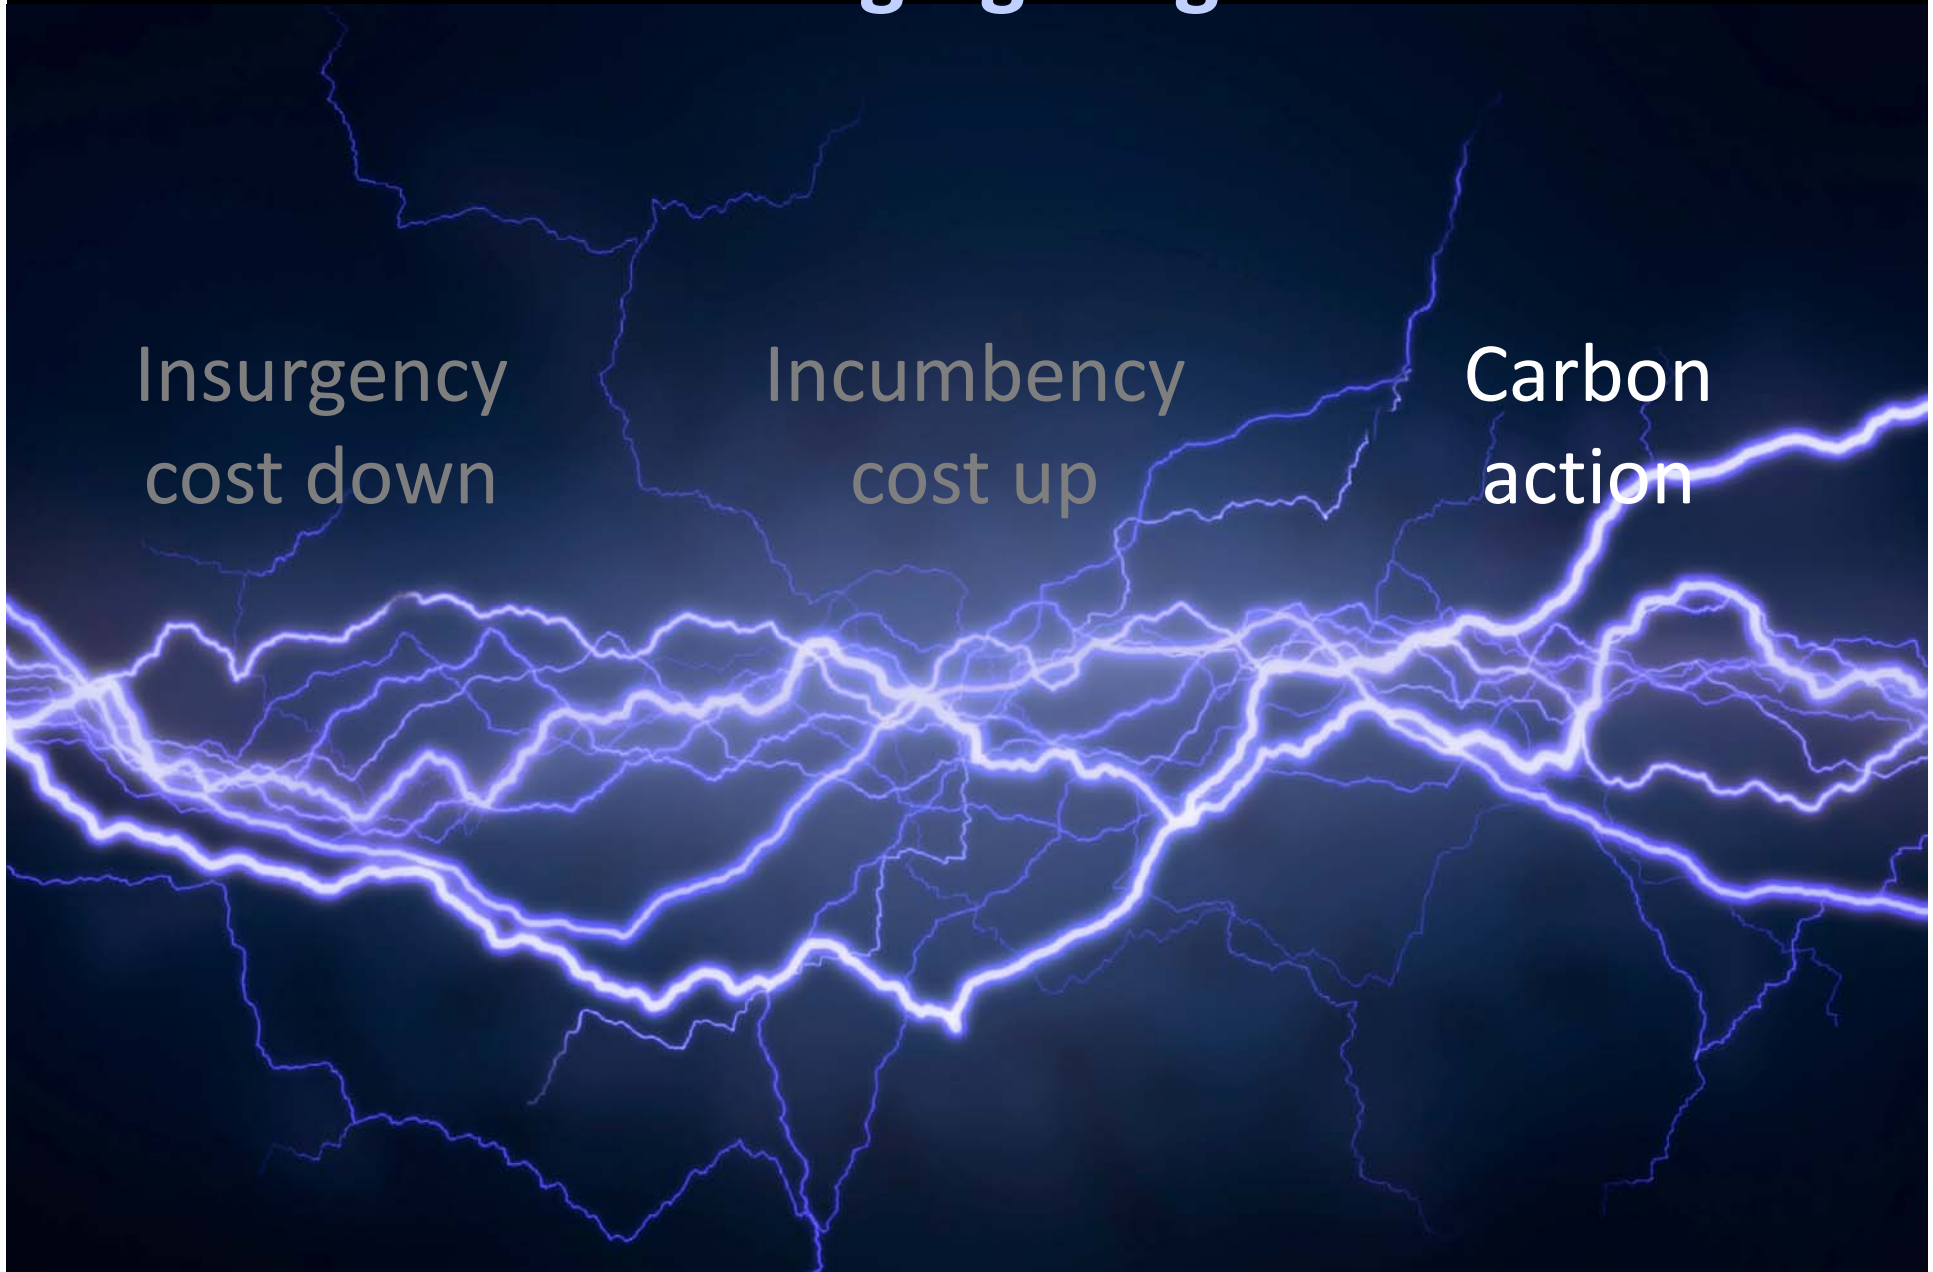 Insurgency
cost down
Incumbency
cost up
Carbon
action